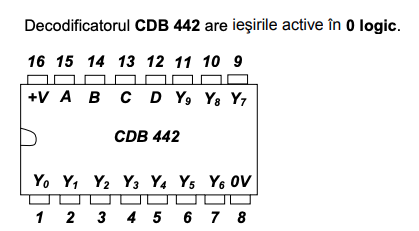 Decodificatorul CDB 442 are ieşirile active în 0 logic.
16 15 14 13 12 11 10 9
+V A B C D Y9 Y8 Y7
CDB 442
Y0 Y1 Y2 Y3 Y4 Y5 Y6 0V
1 2 3 4 5 6 7 8